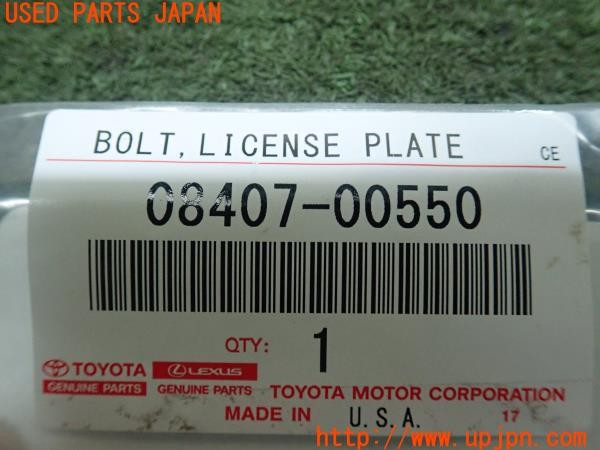 USED PARTS JAPAN
BOLT, LICENSE PLATE CE
08407-00550
QTY: 1
TOYOTA LEXUS
GENUINE PARTS GENUINE PARTS TOYOTA MOTOR CORPORATION
MADE IN U.S.A. 17
http://www.upjpn.com